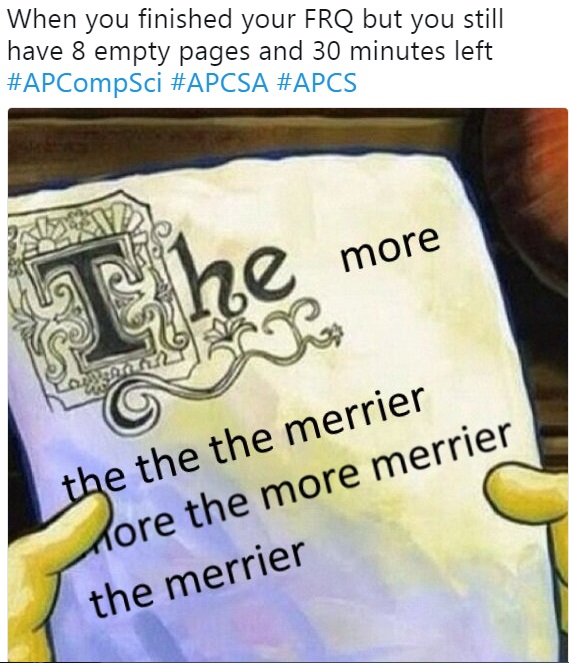 When you finished your FRQ but you still
have 8 empty pages and 30 minutes left
#APCompSci #APCSA #APCS
The more
the the the merrier
more the more merrier
the merrier